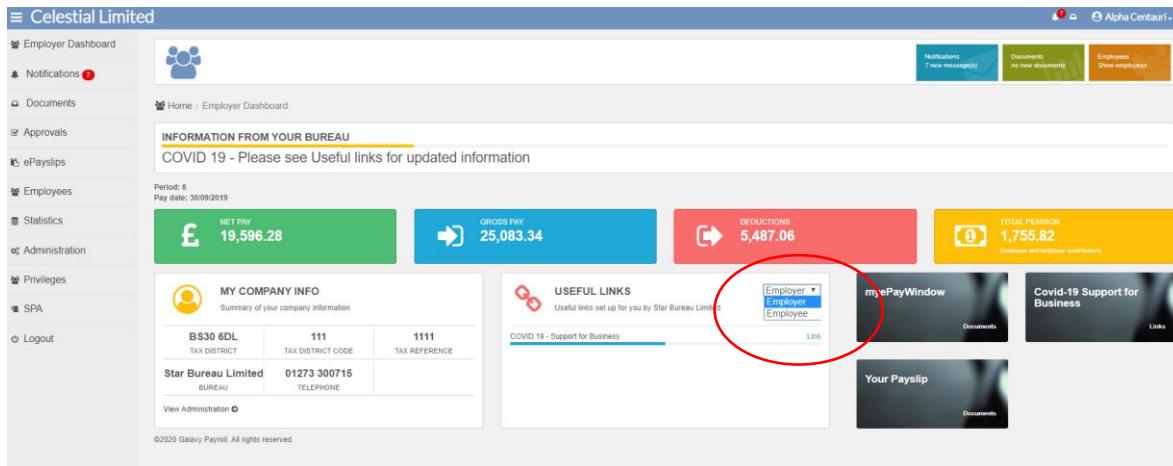 Celestial Limited
7
Alpha Centauri
Employer Dashboard
Notifications 7
Documents
Approvals
ePayslips
Employees
Statistics
Administration
Privileges
SPA
Logout
Notifications
7 new message(s)
Documents
no new documents
Employees
Show employees
Home › Employer Dashboard
INFORMATION FROM YOUR BUREAU
COVID 19 - Please see Useful links for updated information
Period: 6
Pay date: 30/09/2019
NET PAY
19,596.28
GROSS PAY
25,083.34
DEDUCTIONS
5,487.06
TOTAL PENSION
1,755.82
Employee and employer contributions
MY COMPANY INFO
Summary of your company information
BS30 6DL
TAX DISTRICT
111
TAX DISTRICT CODE
1111
TAX REFERENCE
Star Bureau Limited
BUREAU
01273 300715
TELEPHONE
View Administration
USEFUL LINKS
Useful links set up for you by Star Bureau Limited
Employer
Employer
Employee
COVID 19 - Support for Business Link
myePayWindow
Documents
Covid-19 Support for
Business
Links
Your Payslip
Documents
©2020 Galaxy Payroll. All rights reserved.